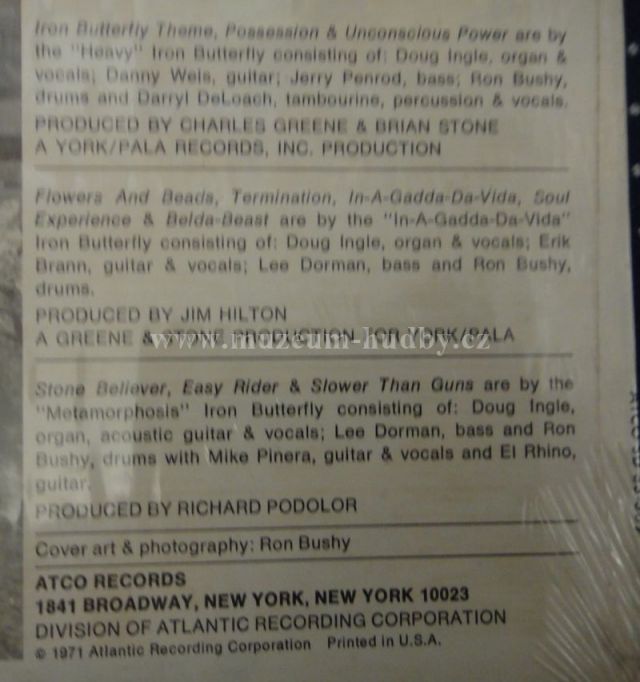 Iron Butterfly Theme, Possession & Unconscious Power are by
the "Heavy" Iron Butterfly consisting of: Doug Ingle, organ &
vocals; Danny Weis, guitar; Jerry Penrod, bass; Ron Bushy,
drums and Darryl DeLoach, tambourine, percussion & vocals.
PRODUCED BY CHARLES GREENE & BRIAN STONE
A YORK/PALA RECORDS, INC. PRODUCTION
Flowers And Beads, Termination, In-A-Gadda-Da-Vida, Soul
Experience & Belda-Beast are by the "In-A-Gadda-Da-Vida"
Iron Butterfly consisting of: Doug Ingle, organ & vocals; Erik
Brann, guitar & vocals; Lee Dorman, bass and Ron Bushy,
drums.
PRODUCED BY JIM HILTON
A GREENE & STONE PRODUCTION FOR YORK/PALA
www.muzeum-hudby.cz
Stone Believer, Easy Rider & Slower Than Guns are by the
"Metamorphosis" Iron Butterfly consisting of: Doug Ingle,
organ, acoustic guitar & vocals; Lee Dorman, bass and Ron
Bushy, drums with Mike Pinera, guitar & vocals and El Rhino,
guitar.
PRODUCED BY RICHARD PODOLOR
Cover art & photography: Ron Bushy
ATCO RECORDS
1841 BROADWAY, NEW YORK, NEW YORK 10023
DIVISION OF ATLANTIC RECORDING CORPORATION
© 1971 Atlantic Recording Corporation Printed in U.S.A.